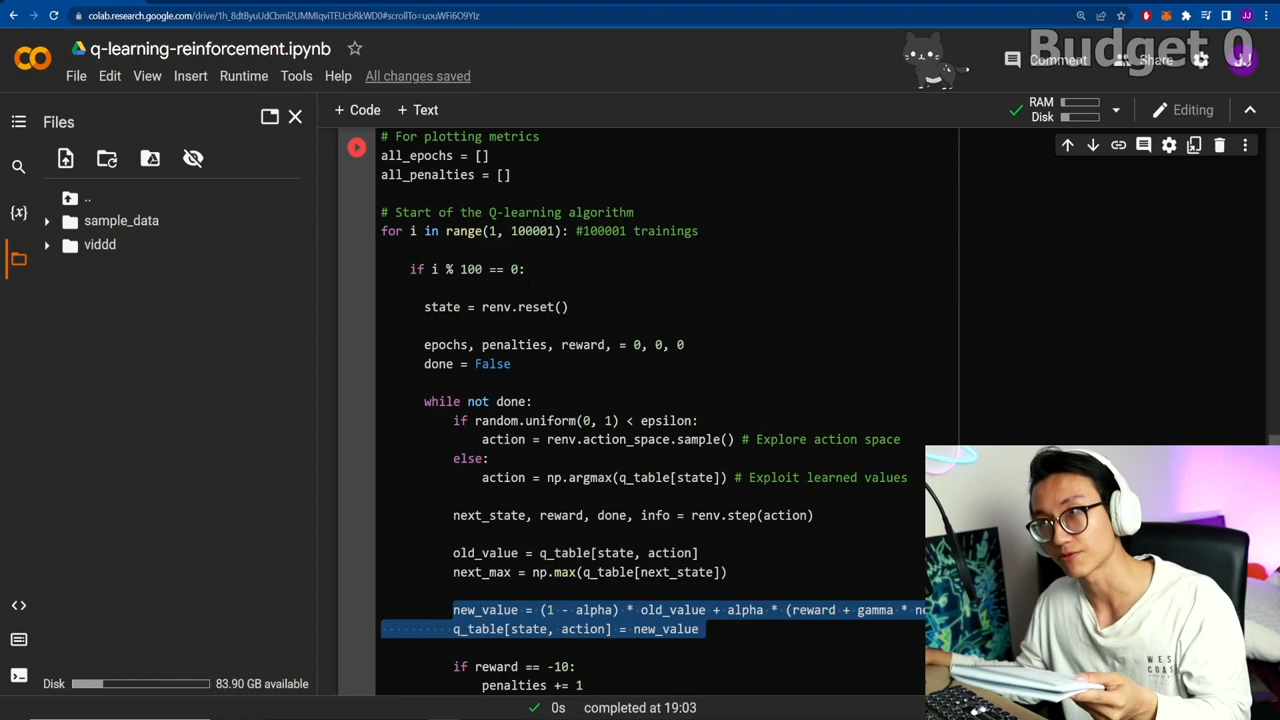 colab.research.google.com/drive/1h_8dtByuUdCbml2UMMIqviTEUcbRkWD0#scrollTo=uouWFi6O9YIz
Budget 0
q-learning-reinforcement.ipynb
Comment
Share
JJ
File Edit View Insert Runtime Tools Help All changes saved
Files
+ Code + Text
RAM
Disk
Editing
..
sample_data
viddd
{x}
# For plotting metrics
all_epochs = []
all_penalties = []
# Start of the Q-learning algorithm
for i in range(1, 100001): #100001 trainings
if i % 100 == 0:
state = renv.reset()
epochs, penalties, reward, = 0, 0, 0
done = False
while not done:
if random.uniform(0, 1) < epsilon:
action = renv.action_space.sample() # Explore action space
else:
action = np.argmax(q_table[state]) # Exploit learned values
next_state, reward, done, info = renv.step(action)
old_value = q_table[state, action]
next_max = np.max(q_table[next_state])
new_value = (1 - alpha) * old_value + alpha * (reward + gamma *
q_table[state, action] = new_value
if reward == -10:
penalties += 1
WES
COAS
Disk 83.90 GB available
0s completed at 19:03